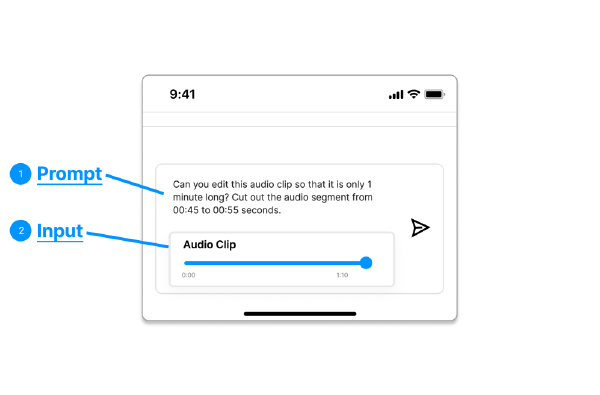 9:41
1 Prompt
Can you edit this audio clip so that it is only 1
minute long? Cut out the audio segment from
00:45 to 00:55 seconds.
2 Input
Audio Clip
0:00 1:10